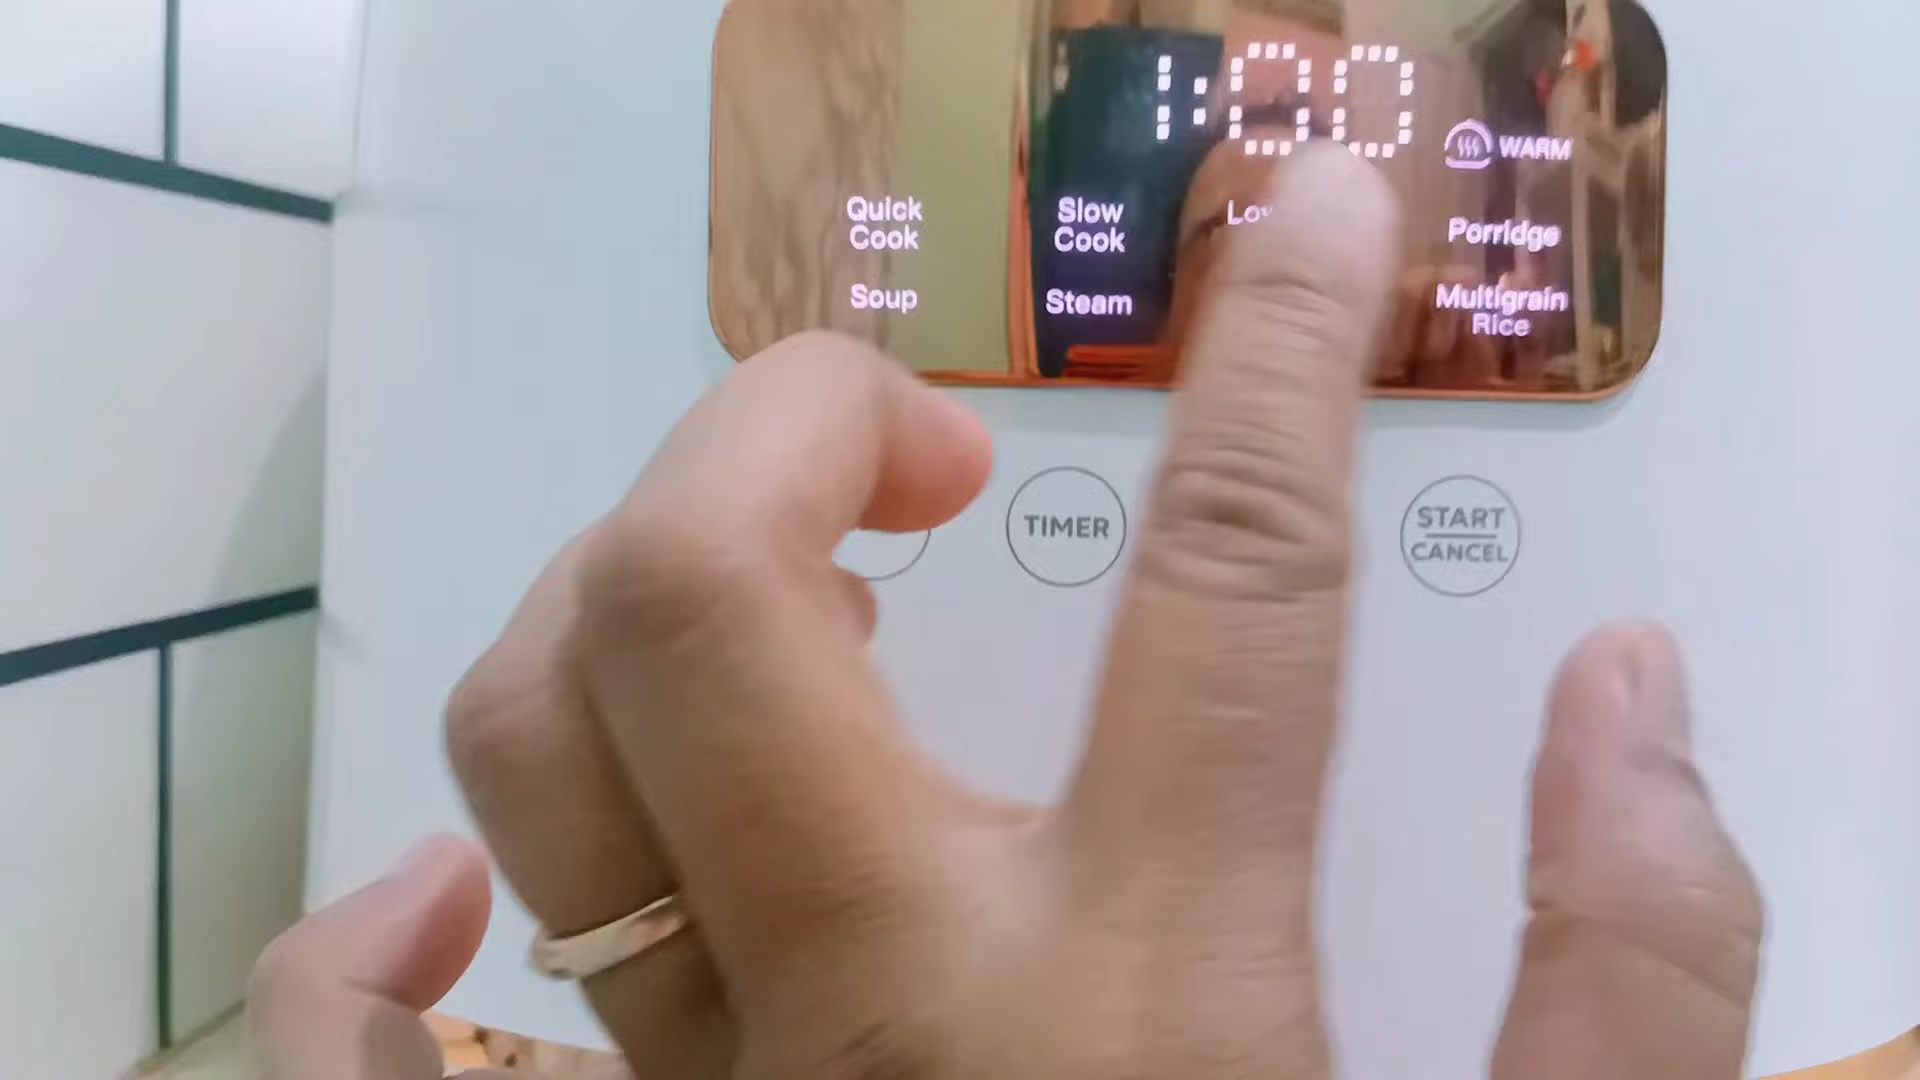 1:00
WARM
Quick
Cook
Slow
Cook
Porridge
Soup
Steam
Multigrain
Rice
TIMER
START
CANCEL